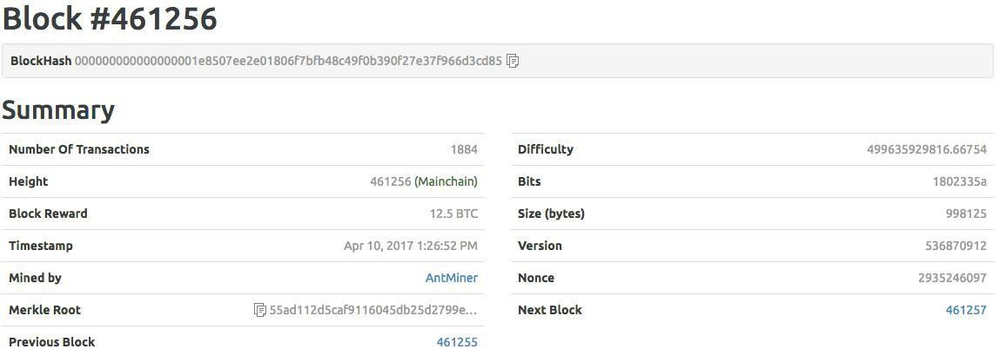 Block #461256
BlockHash 000000000000000001e8507ee2e01806f7bfb48c49f0b390f27e37f966d3cd85
Summary
Number Of Transactions 1884
Height 461256 (Mainchain)
Block Reward 12.5 BTC
Timestamp Apr 10, 2017 1:26:52 PM
Mined by AntMiner
Merkle Root 55ad112d5caf9116045db25d2799e...
Previous Block 461255
Difficulty 499635929816.66754
Bits 1802335a
Size (bytes) 998125
Version 536870912
Nonce 2935246097
Next Block 461257